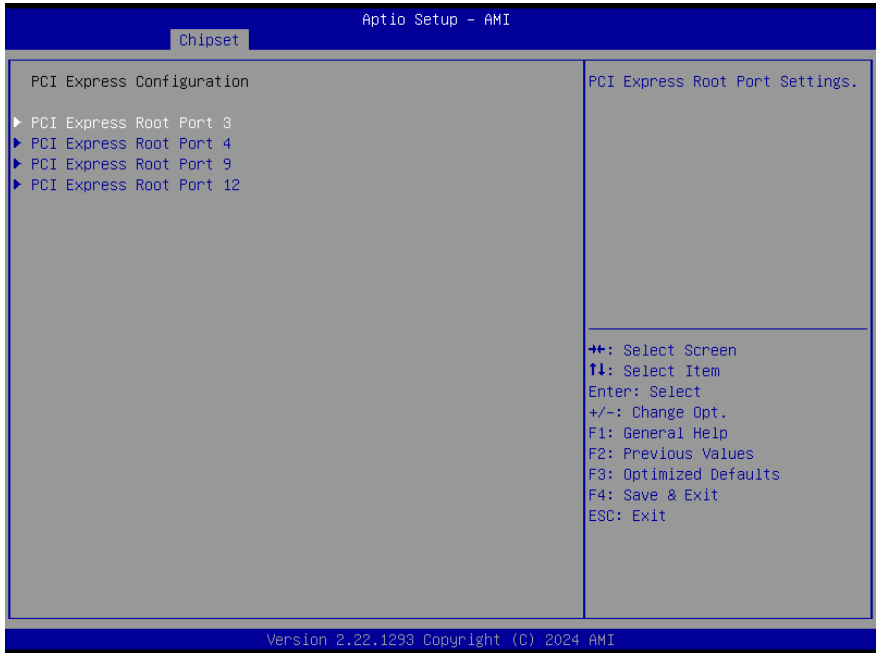 Aptio Setup – AMI
Chipset
PCI Express Configuration
PCI Express Root Port 3
PCI Express Root Port 4
PCI Express Root Port 9
PCI Express Root Port 12
PCI Express Root Port Settings.
→←: Select Screen
↑↓: Select Item
Enter: Select
+/-: Change Opt.
F1: General Help
F2: Previous Values
F3: Optimized Defaults
F4: Save & Exit
ESC: Exit
Version 2.22.1293 Copyright (C) 2024 AMI